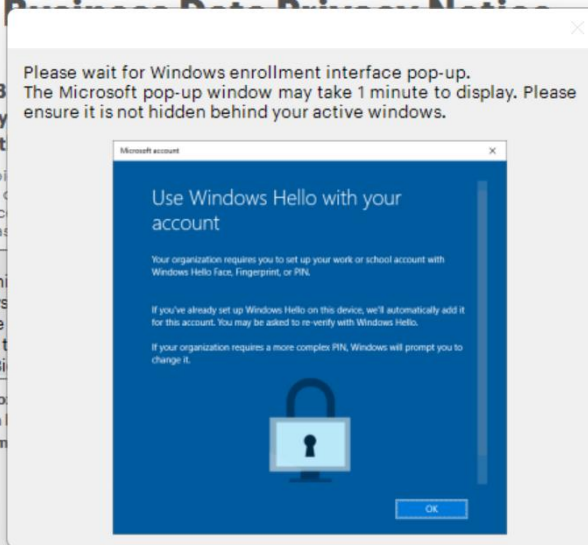 Business Data Privacy Notice
Please wait for Windows enrollment interface pop-up.
The Microsoft pop-up window may take 1 minute to display. Please
ensure it is not hidden behind your active windows.
Microsoft account
Use Windows Hello with your
account
Your organization requires you to set up your work or school account with
Windows Hello Face, Fingerprint, or PIN.
If you've already set up Windows Hello on this device, we'll automatically add it
for this account. You may be asked to re-verify with Windows Hello.
If your organization requires a more complex PIN, Windows will prompt you to
change it.
OK